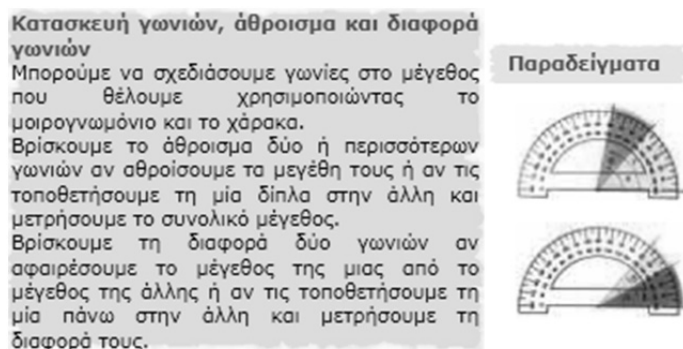 Κατασκευή γωνιών, άθροισμα και διαφορά
γωνιών
Μπορούμε να σχεδιάσουμε γωνίες στο μέγεθος
που θέλουμε χρησιμοποιώντας το
μοιρογνωμόνιο και το χάρακα.
Βρίσκουμε το άθροισμα δύο ή περισσότερων
γωνιών αν αθροίσουμε τα μεγέθη τους ή αν τις
τοποθετήσουμε τη μία δίπλα στην άλλη και
μετρήσουμε το συνολικό μέγεθος.
Βρίσκουμε τη διαφορά δύο γωνιών αν
αφαιρέσουμε το μέγεθος της μιας από το
μέγεθος της άλλης ή αν τις τοποθετήσουμε τη
μία πάνω στην άλλη και μετρήσουμε τη
διαφορά τους.
Παραδείγματα